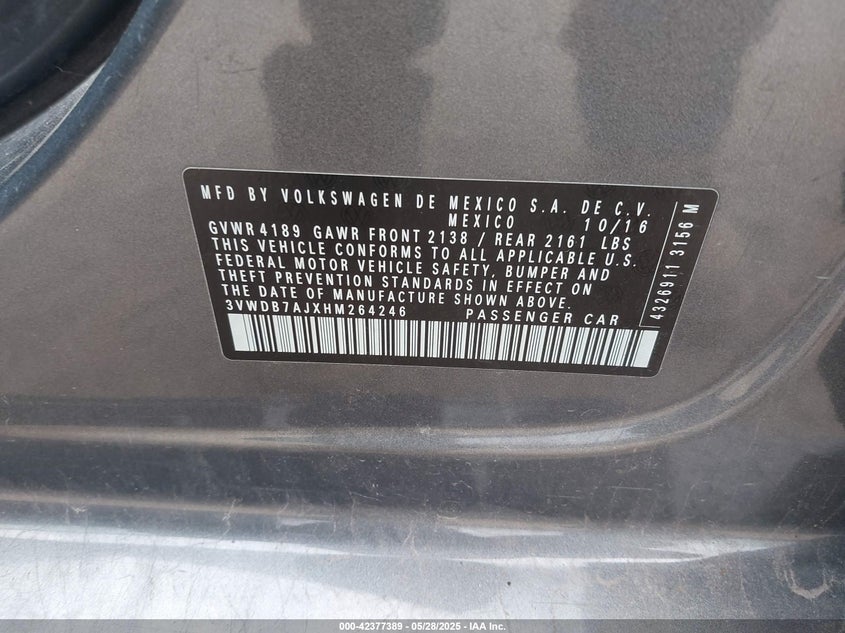 MFD BY VOLKSWAGEN DE MEXICO S.A. DE C.V.
MEXICO 10/16
GVWR 4189 GAWR FRONT 2138 / REAR 2161 LBS
THIS VEHICLE CONFORMS TO ALL APPLICABLE U.S.
FEDERAL MOTOR VEHICLE SAFETY, BUMPER AND
THEFT PREVENTION STANDARDS IN EFFECT ON
THE DATE OF MANUFACTURE SHOWN ABOVE.
3VWDB7AJXHM264246 PASSENGER CAR
4326911 3156 M
000-42377389 - 05/28/2025 - IAA Inc.